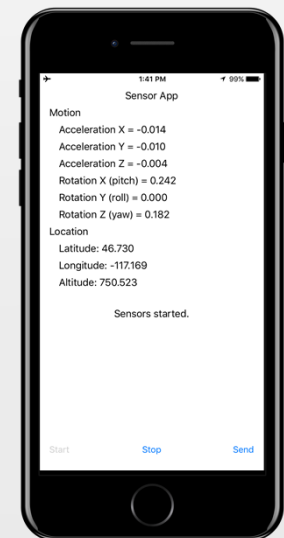 1:41 PM
99%
Sensor App
Motion
Acceleration X = -0.014
Acceleration Y = -0.010
Acceleration Z = -0.004
Rotation X (pitch) = 0.242
Rotation Y (roll) = 0.000
Rotation Z (yaw) = 0.182
Location
Latitude: 46.730
Longitude: -117.169
Altitude: 750.523
Sensors started.
Start Stop Send